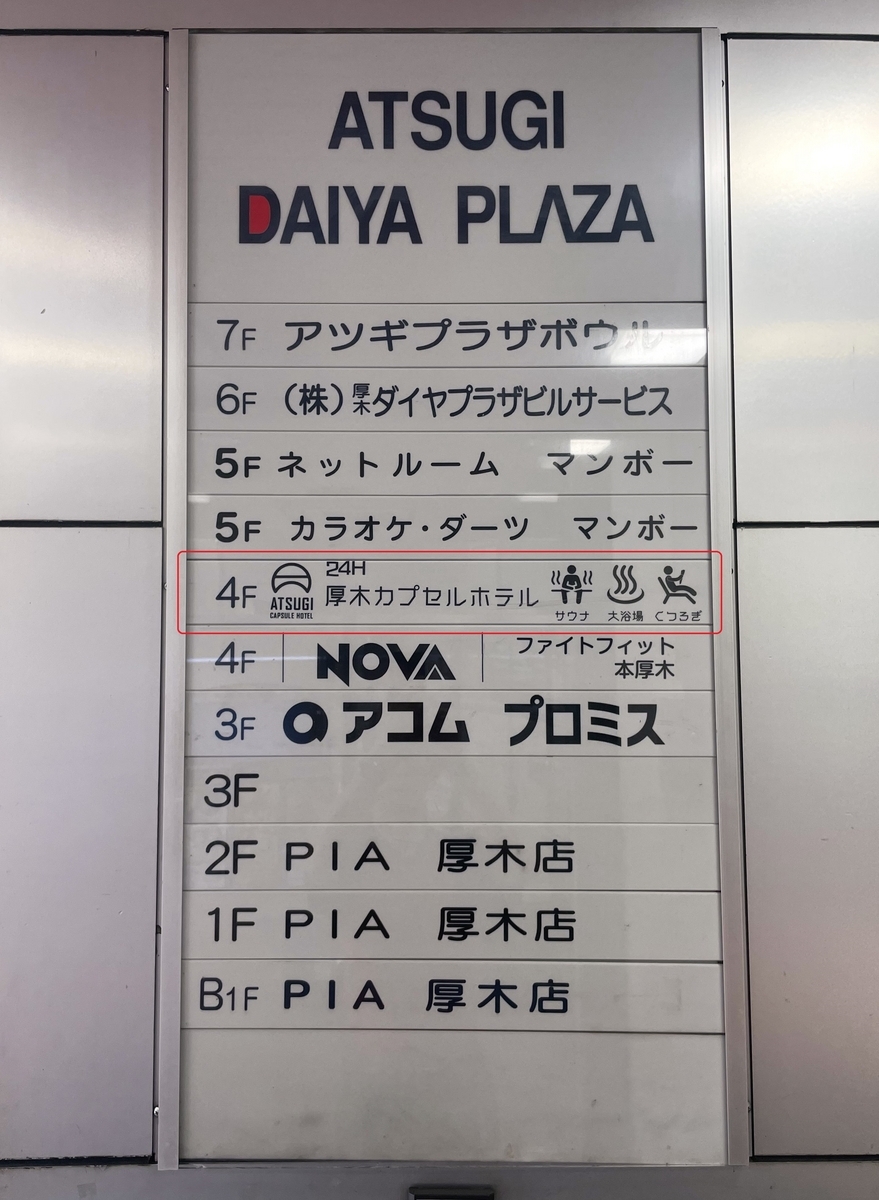 ATSUGI
DAIYA PLAZA
7F アツギプラザボウル
6F （株）厚木ダイヤプラザビルサービス
5F ネットルーム マンボー
5F カラオケ・ダーツ マンボー
4F ATSUGI CAPSULE HOTEL 24H 厚木カプセルホテル サウナ 大浴場 くつろぎ
4F NOVA ファイトフィット 本厚木
3F アコム プロミス
3F
2F PIA 厚木店
1F PIA 厚木店
B1F PIA 厚木店